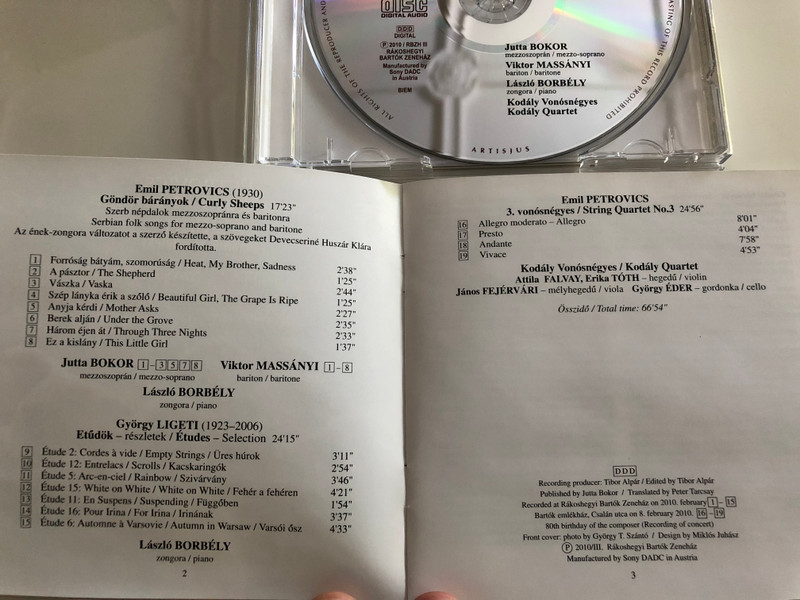 COMPACT
disc
DIGITAL AUDIO
DDD
DIGITAL
Ⓟ 2010 / RBZH III
RÁKOSHEGYI
BARTÓK ZENEHÁZ
Manufactured by
Sony DADC
in Austria
BIEM
ALL RIGHTS OF THE PRODUCER AND
CASTING OF THIS RECORD PROHIBITED
Jutta BOKOR
mezzoszoprán / mezzo-soprano
Viktor MASSÁNYI
bariton / baritone
László BORBÉLY
zongora / piano
Kodály Vonósnégyes
Kodály Quartet
ARTISJUS
Emil PETROVICS (1930)
Göndör bárányok / Curly Sheeps 17'23"
Szerb népdalok mezzoszopránra és baritonra
Serbian folk songs for mezzo-soprano and baritone
Az ének-zongora változatot a szerző készítette, a szövegeket Devecseriné Huszár Klára
fordította.
1 Forróság bátyám, szomorúság / Heat, My Brother, Sadness 2'38"
2 A pásztor / The Shepherd 1'25"
3 Vászka / Vaska 2'44"
4 Szép lányka érik a szőlő / Beautiful Girl, The Grape Is Ripe 1'25"
5 Anyja kérdi / Mother Asks 2'27"
6 Berek alján / Under the Grove 2'35"
7 Három éjen át / Through Three Nights 2'33"
8 Ez a kislány / This Little Girl 1'37"
Jutta BOKOR 1–3 5 7 8 Viktor MASSÁNYI 1–8
mezzoszoprán / mezzo-soprano bariton / baritone
László BORBÉLY
zongora / piano
György LIGETI (1923–2006)
Etűdök – részletek / Études – Selection 24'15"
9 Étude 2: Cordes à vide / Empty Strings / Üres húrok 3'11"
10 Étude 12: Entrelacs / Scrolls / Kacskaringók 2'54"
11 Étude 5: Arc-en-ciel / Rainbow / Szivárvány 3'46"
12 Étude 15: White on White / White on White / Fehér a fehéren 4'21"
13 Étude 11: En Suspens / Suspending / Függőben 1'54"
14 Étude 16: Pour Irina / For Irina / Irinának 3'37"
15 Étude 6: Automne à Varsovie / Autumn in Warsaw / Varsói ősz 4'33"
László BORBÉLY
zongora / piano
2
Emil PETROVICS
3. vonósnégyes / String Quartet No.3 24'56"
16 Allegro moderato – Allegro 8'01"
17 Presto 4'04"
18 Andante 7'58"
19 Vivace 4'53"
Kodály Vonósnégyes / Kodály Quartet
Attila FALVAY, Erika TÓTH – hegedű / violin
János FEJÉRVÁRI – mélyhegedű / viola György ÉDER – gordonka / cello
Összidő / Total time: 66'54"
DDD
Recording producer: Tibor Alpár / Edited by Tibor Alpár
Published by Jutta Bokor / Translated by Peter Tarcsay
Recorded at Rákoshegyi Bartók Zeneház on 2010. february 1–15
Bartók emlékház, Csalán utca on 8. february 2010. 16–19
80th birthday of the composer (Recording of concert)
Front cover: photo by György T. Szántó / Design by Miklós Juhász
Ⓟ 2010/III. Rákoshegyi Bartók Zeneház
Manufactured by Sony DADC in Austria
3